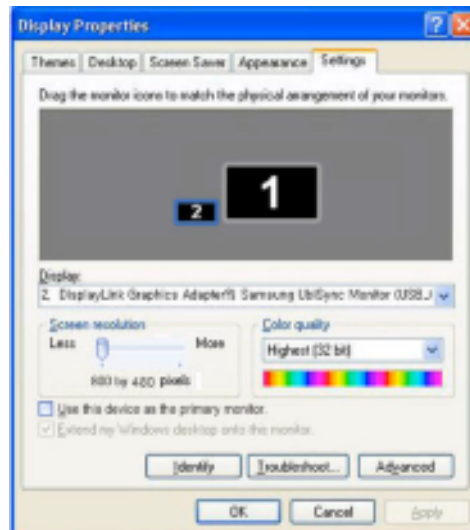 Display Properties
Themes Desktop Screen Saver Appearance Settings
Drag the monitor icons to match the physical arrangement of your monitors.
2 1
Display:
2. DisplayLink Graphics Adapter Samsung UbiSync Monitor (USB
Screen resolution
Color quality
Less More
Highest (32 bit)
800 by 480 pixels
Use this device as the primary monitor.
Extend my Windows desktop onto this monitor.
Identify Troubleshoot... Advanced
OK Cancel Apply